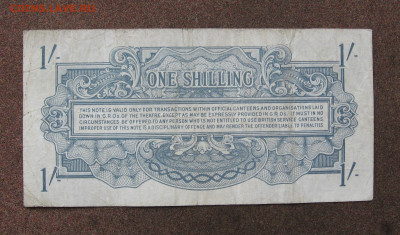 1/-
1/-
ONE SHILLING
THIS NOTE IS VALID ONLY FOR TRANSACTIONS WITHIN OFFICIAL CANTEENS AND ORGANISATIONS LAID
DOWN IN G.R.Os OF THE THEATRE, EXCEPT AS MAY BE EXPRESSLY PROVIDED IN G.R.Os. IT MUST IN NO
CIRCUMSTANCES BE OFFERED TO ANY PERSON WHO IS NOT ENTITLED TO USE BRITISH SERVICE CANTEENS.
IMPROPER USE OF THIS NOTE IS A DISCIPLINARY OFFENCE AND MAY RENDER THE OFFENDER LIABLE TO PENALTIES.
1/-
1/-